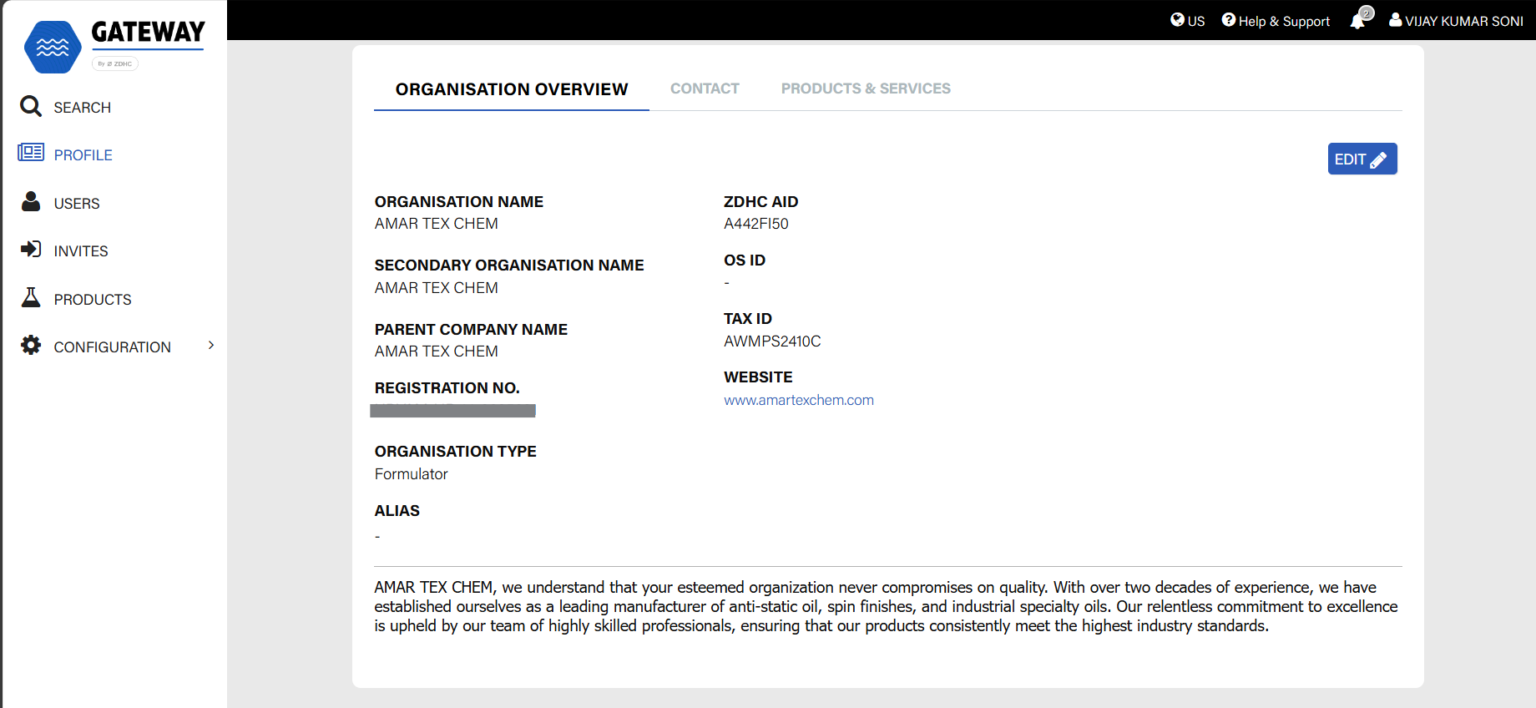 GATEWAY
By ZDHC
US
Help & Support
2
VIJAY KUMAR SONI
SEARCH
PROFILE
USERS
INVITES
PRODUCTS
CONFIGURATION
ORGANISATION OVERVIEW
CONTACT
PRODUCTS & SERVICES
EDIT
ORGANISATION NAME
AMAR TEX CHEM
SECONDARY ORGANISATION NAME
AMAR TEX CHEM
PARENT COMPANY NAME
AMAR TEX CHEM
REGISTRATION NO.
ORGANISATION TYPE
Formulator
ALIAS
-
ZDHC AID
A442FI50
OS ID
-
TAX ID
AWMPS2410C
WEBSITE
www.amartexchem.com
AMAR TEX CHEM, we understand that your esteemed organization never compromises on quality. With over two decades of experience, we have
established ourselves as a leading manufacturer of anti-static oil, spin finishes, and industrial specialty oils. Our relentless commitment to excellence
is upheld by our team of highly skilled professionals, ensuring that our products consistently meet the highest industry standards.